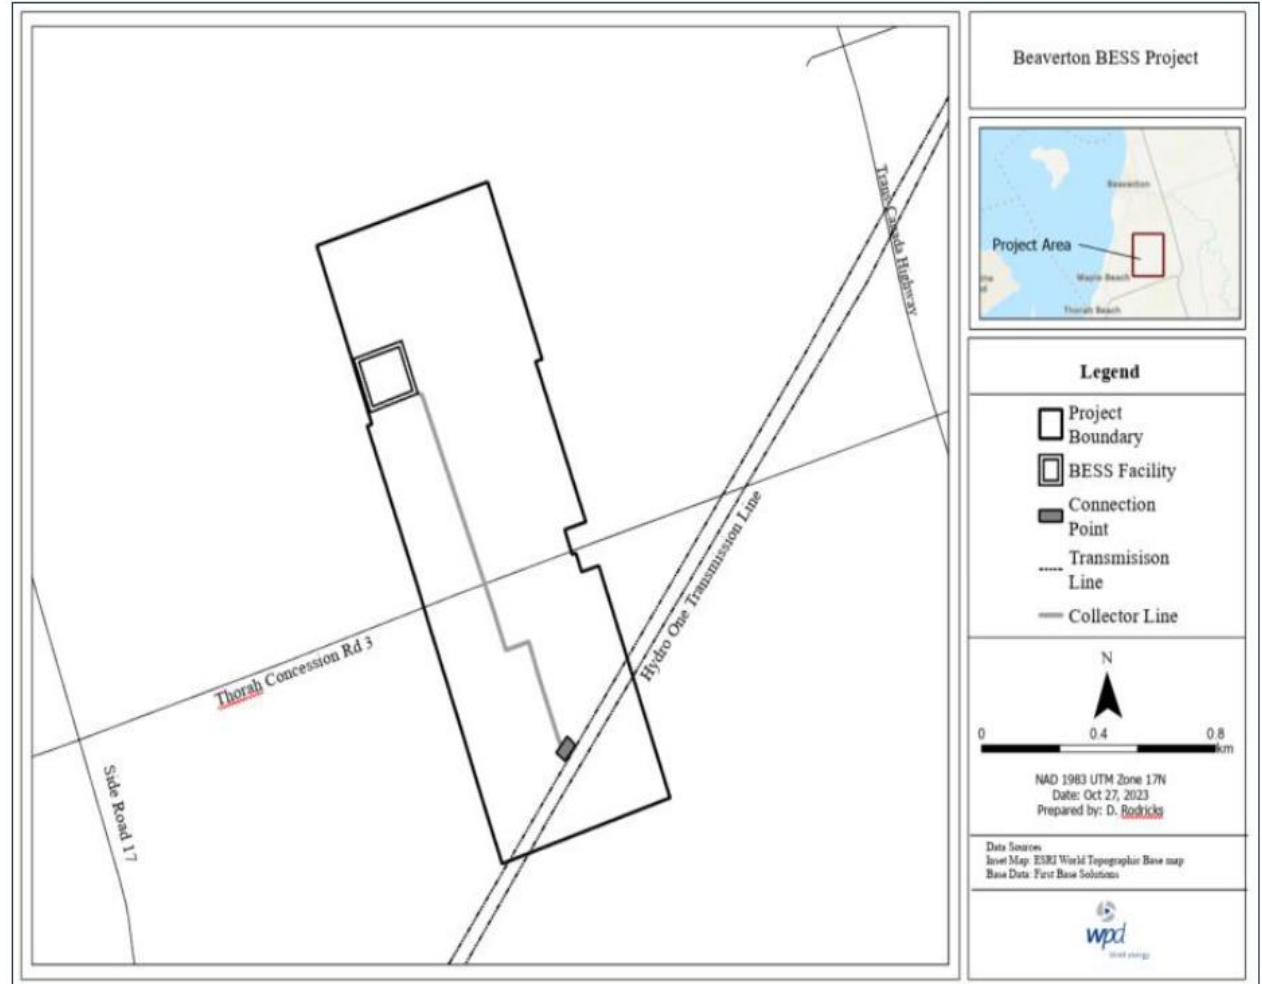 Beaverton BESS Project
Beaverton
Project Area
Maple Beach
Thorah Beach
Legend
Project
Boundary
BESS Facility
Connection
Point
Transmisison
Line
Collector Line
N
0 0.4 0.8
km
NAD 1983 UTM Zone 17N
Date: Oct 27, 2023
Prepared by: D. Rodricks
Data Sources
Inset Map: ESRI World Topographic Base map
Base Data: First Base Solutions
wpd
Trans-Canada Highway
Hydro One Transmission Line
Thorah Concession Rd 3
Side Road 17